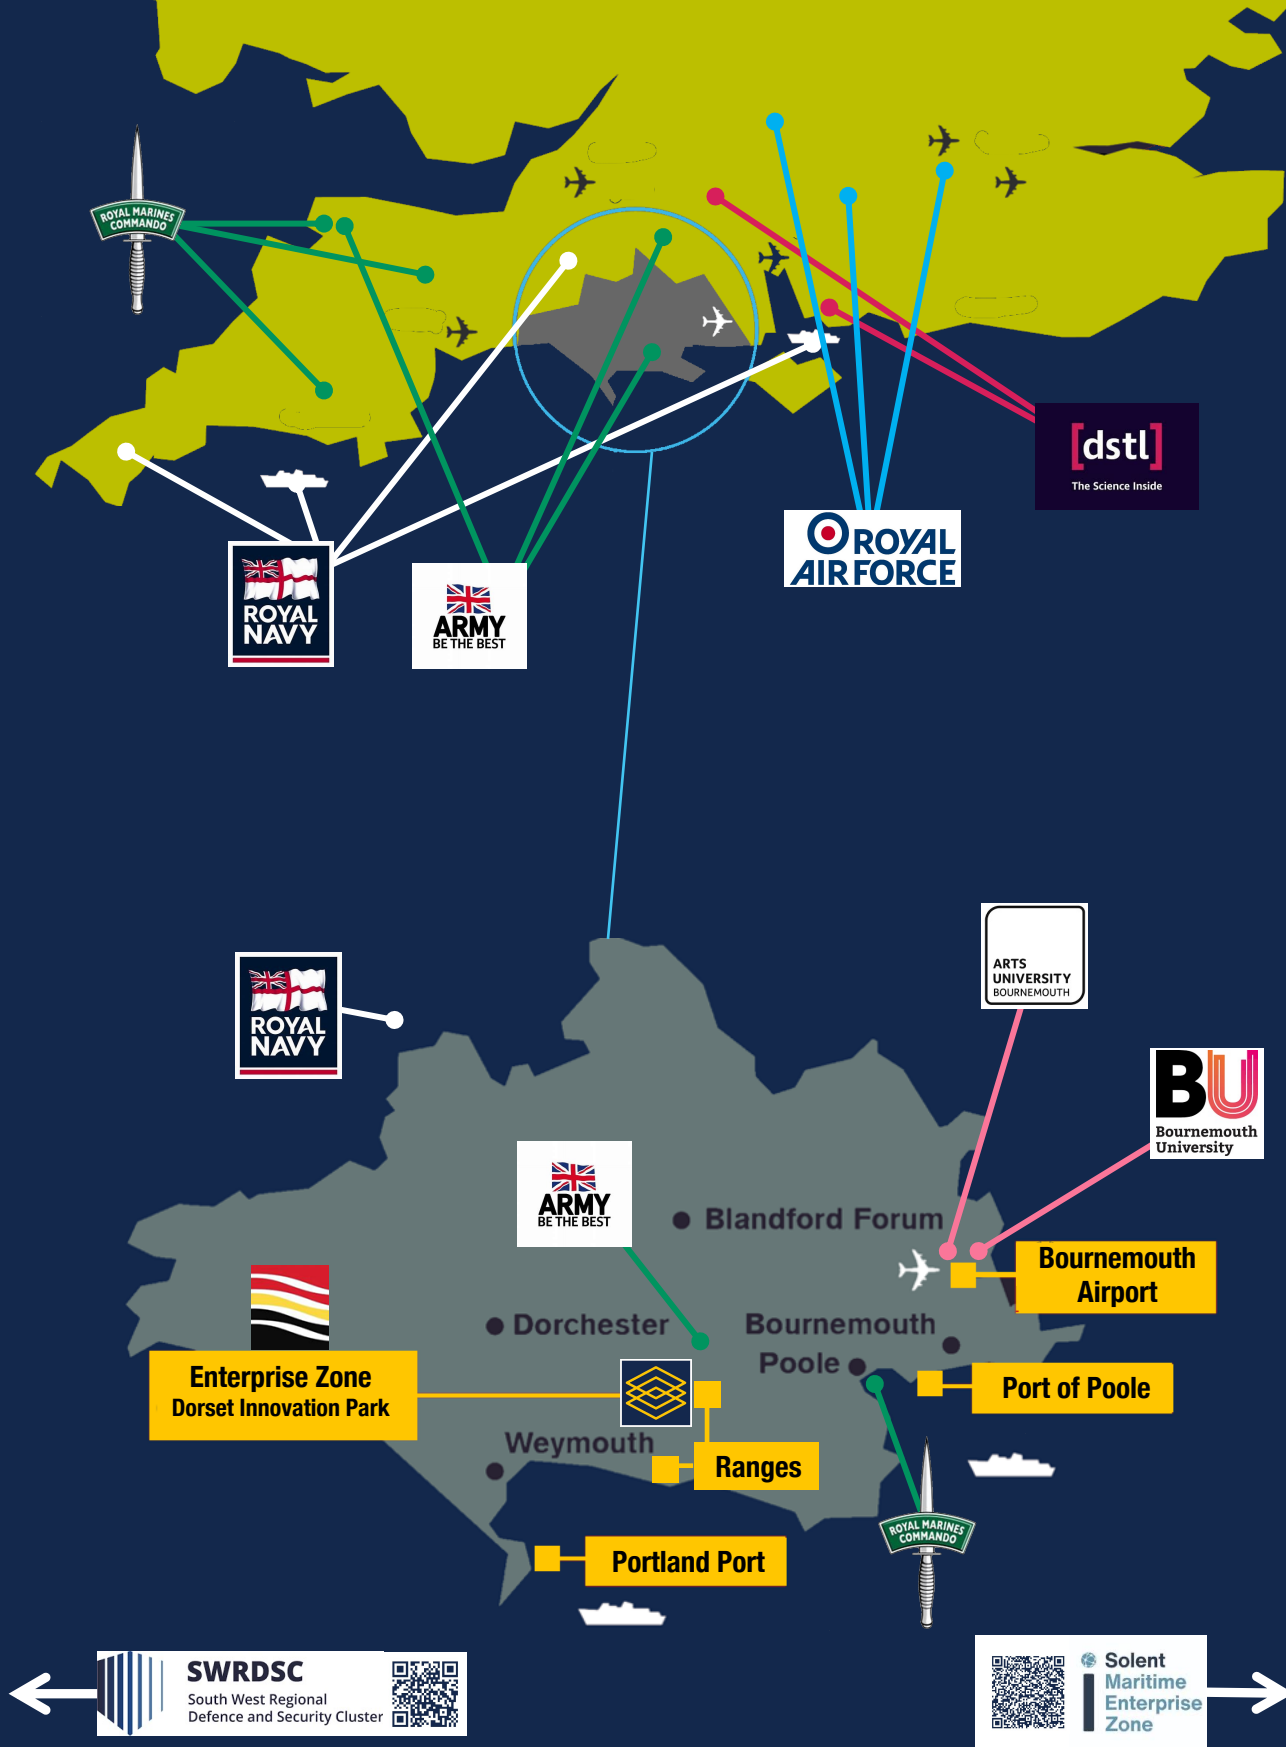 ROYAL MARINES
COMMANDO
[dstl]
The Science Inside
ROYAL
AIR FORCE
ROYAL
NAVY
ARMY
BE THE BEST
ARTS
UNIVERSITY
BOURNEMOUTH
ROYAL
NAVY
BU
Bournemouth
University
ARMY
BE THE BEST
Blandford Forum
Bournemouth
Airport
Dorchester
Bournemouth
Poole
Enterprise Zone
Dorset Innovation Park
Port of Poole
Weymouth
Ranges
ROYAL MARINES
COMMANDO
Portland Port
SWRDSC
South West Regional
Defence and Security Cluster
Solent
Maritime
Enterprise
Zone